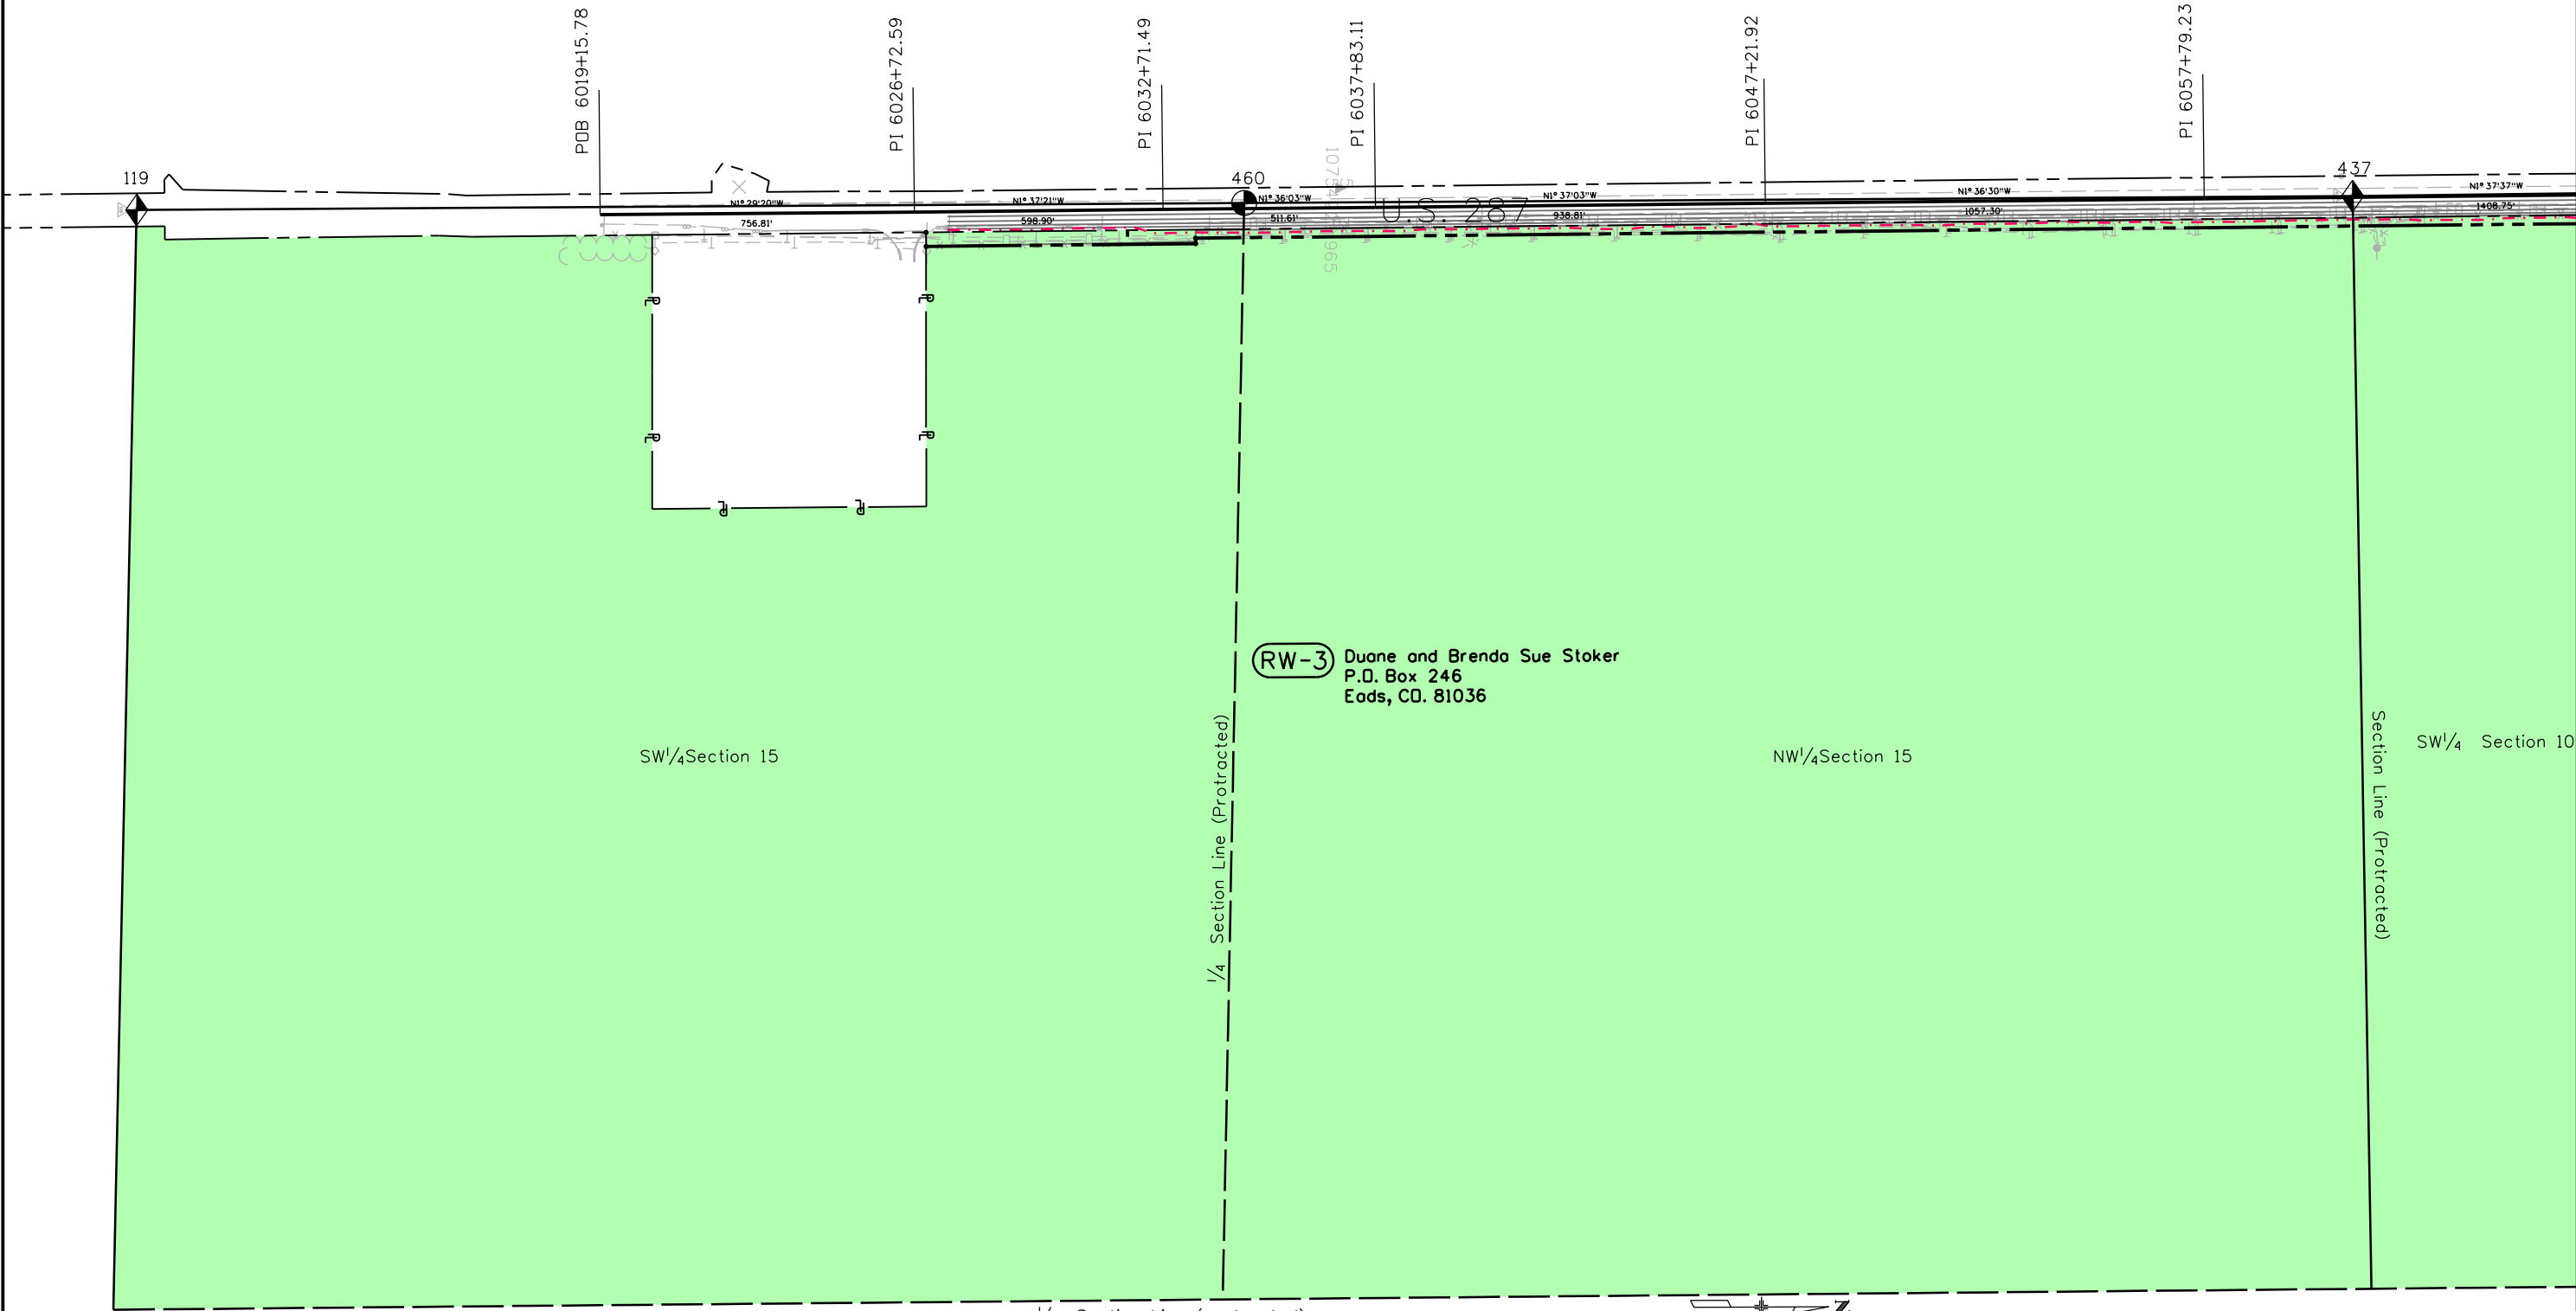 POB 6019+15.78
PI 6026+72.59
PI 6032+71.49
PI 6037+83.11
PI 6047+21.92
PI 6057+79.23
119
460
437
N1° 29'20"W
N1° 37'21"W
N1° 36'03"W
N1° 37'03"W
N1° 36'30"W
N1° 37'37"W
U.S. 287
756.81'
598.90'
511.61'
938.81'
1057.30'
1408.75'
RW-3
Duane and Brenda Sue Stoker
P.O. Box 246
Eads, CO. 81036
SW1/4 Section 15
1/4 Section Line (Protracted)
NW1/4 Section 15
Section Line (Protracted)
SW1/4 Section 10